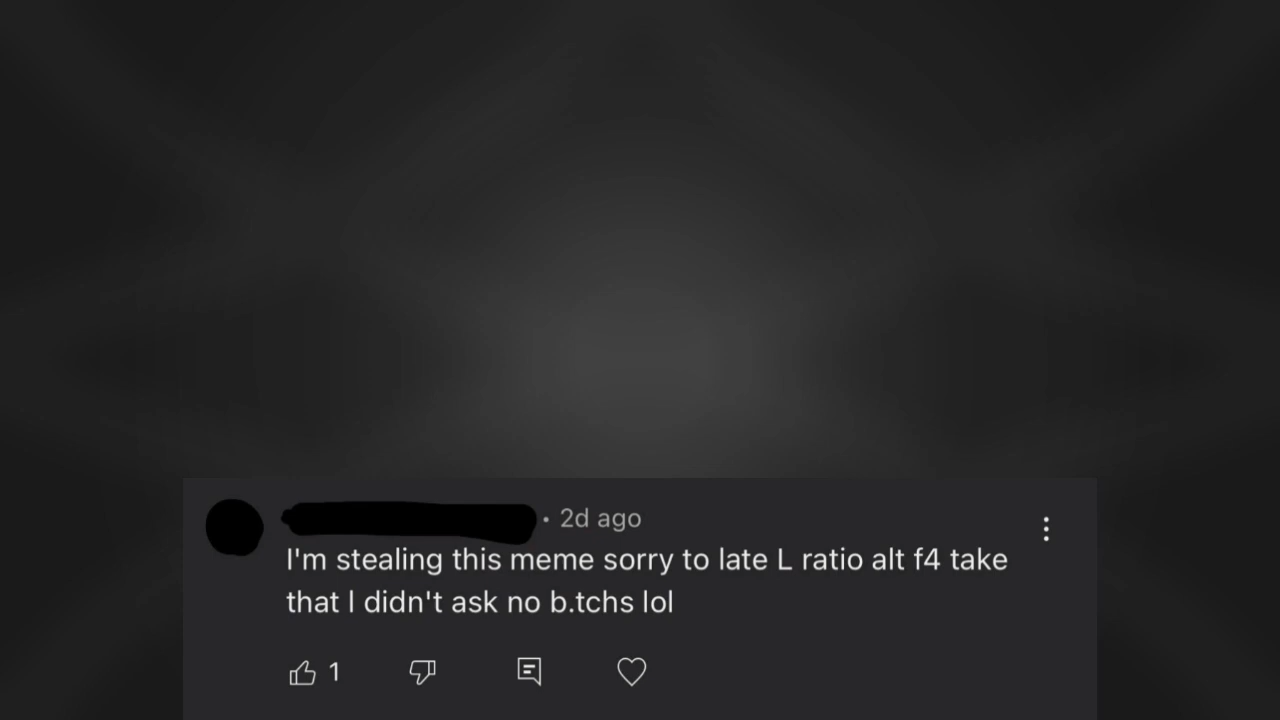 • 2d ago
I'm stealing this meme sorry to late L ratio alt f4 take
that I didn't ask no b.tchs lol
1